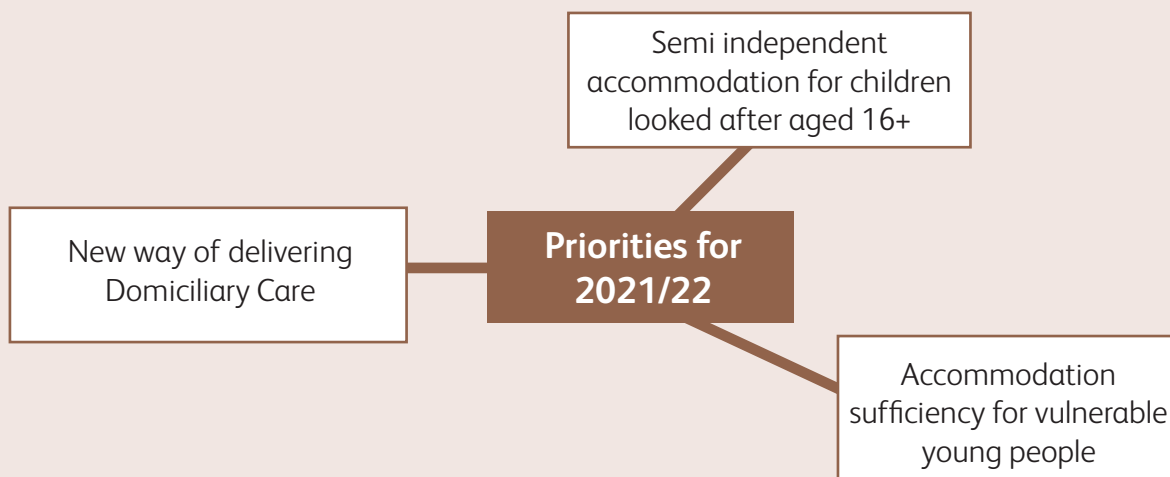 Semi independent
accommodation for children
looked after aged 16+
New way of delivering
Domiciliary Care
Priorities for
2021/22
Accommodation
sufficiency for vulnerable
young people